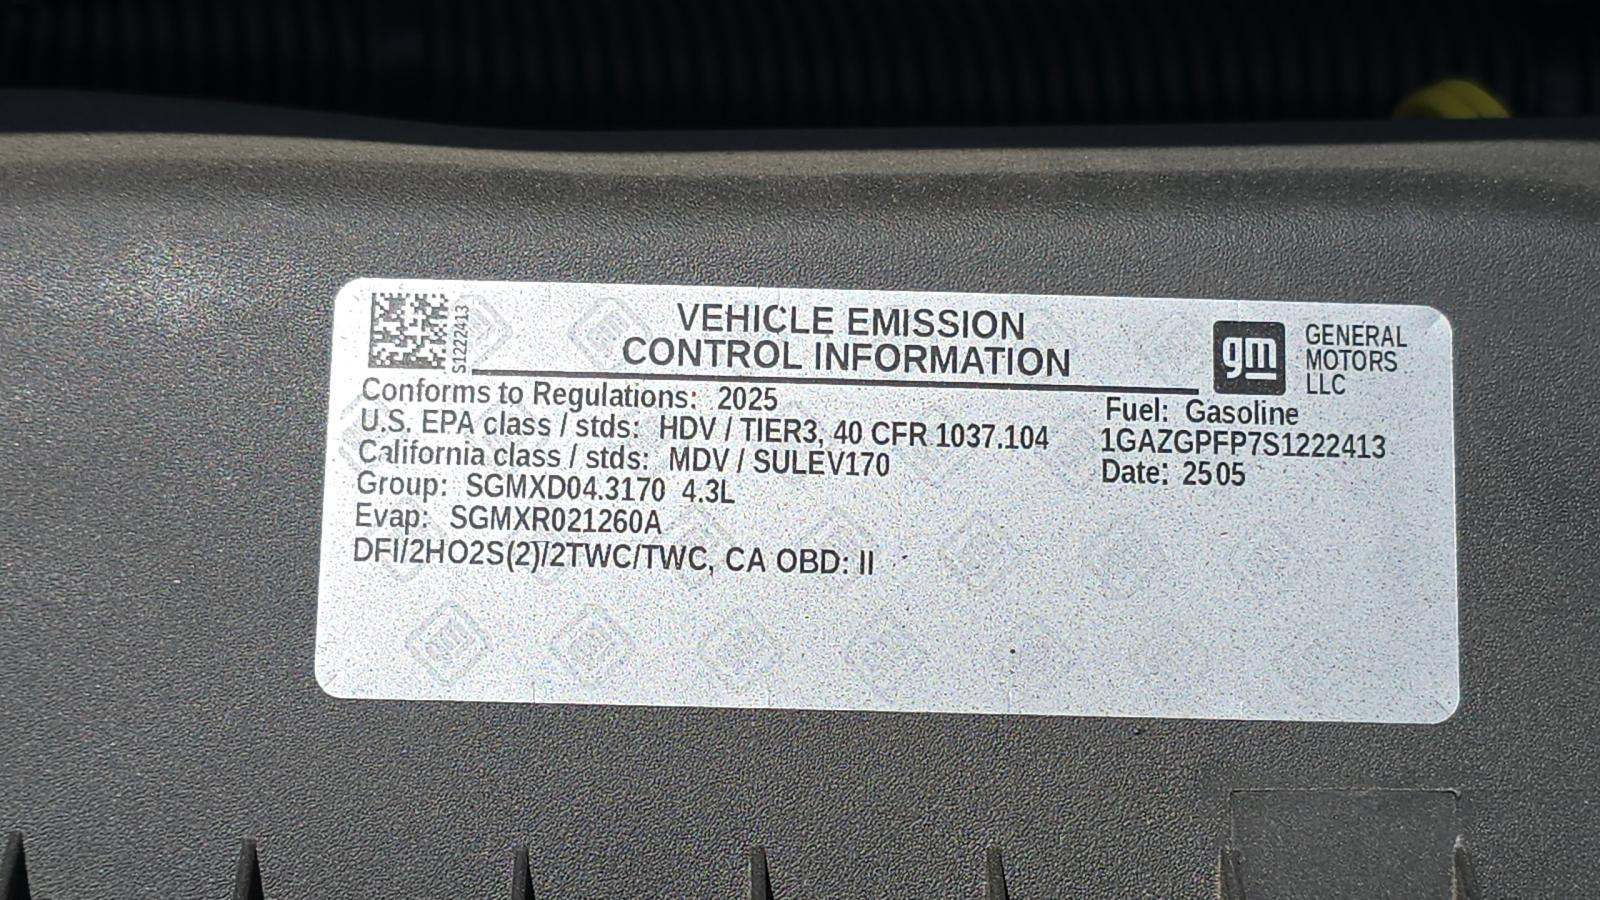 S1222413
VEHICLE EMISSION
CONTROL INFORMATION
gm
GENERAL
MOTORS
LLC
Conforms to Regulations: 2025
U.S. EPA class / stds: HDV / TIER3, 40 CFR 1037.104
California class / stds: MDV / SULEV170
Group: SGMXD04.3170 4.3L
Evap: SGMXR021260A
DFI/2HO2S(2)/2TWC/TWC, CA OBD: II
Fuel: Gasoline
1GAZGPFP7S1222413
Date: 2505